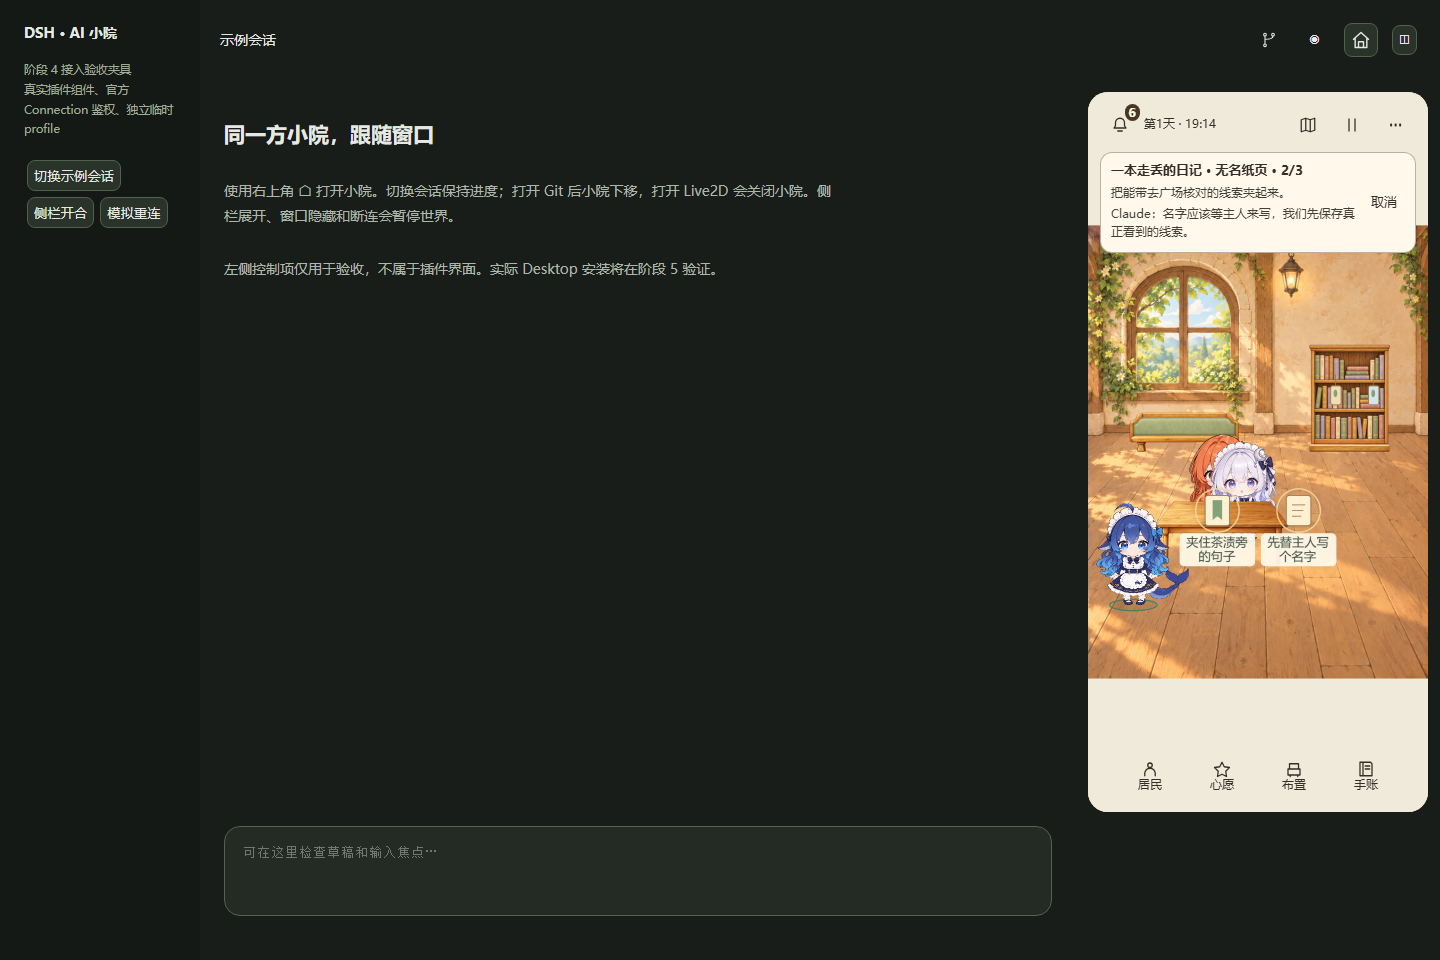 DSH • AI 小院
阶段 4 接入验收夹具
真实插件组件、官方
Connection 鉴权、独立临时
profile
切换示例会话
侧栏开合
模拟重连
示例会话
同一方小院，跟随窗口
使用右上角 ⌂ 打开小院。切换会话保持进度；打开 Git 后小院下移，打开 Live2D 会关闭小院。侧
栏展开、窗口隐藏和断连会暂停世界。
左侧控制项仅用于验收，不属于插件界面。实际 Desktop 安装将在阶段 5 验证。
可在这里检查草稿和输入焦点…
6
第1天 · 19:14
一本走丢的日记 • 无名纸页 • 2/3
把能带去广场核对的线索夹起来。
Claude：名字应该等主人来写，我们先保存真
正看到的线索。
取消
夹住茶渍旁
的句子
先替主人写
个名字
居民
心愿
布置
手账